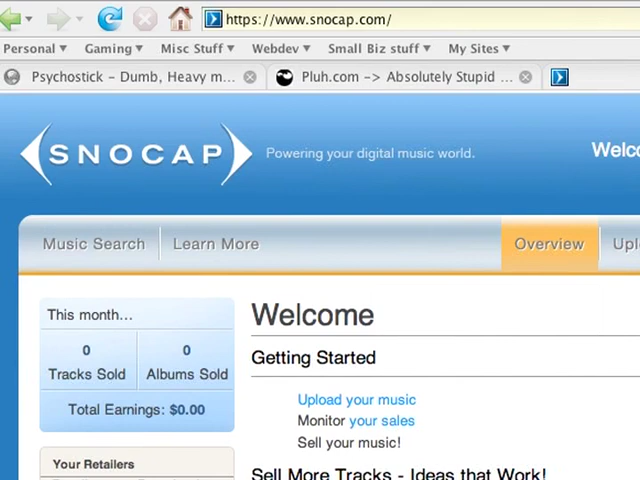 https://www.snocap.com/
Personal Gaming Misc Stuff Webdev Small Biz stuff My Sites
Psychostick – Dumb, Heavy m... Pluh.com –> Absolutely Stupid ...
SNOCAP Powering your digital music world.
Music Search Learn More Overview
This month...
0 0
Tracks Sold Albums Sold
Total Earnings: $0.00
Your Retailers
Welcome
Getting Started
Upload your music
Monitor your sales
Sell your music!
Sell More Tracks - Ideas that Work!